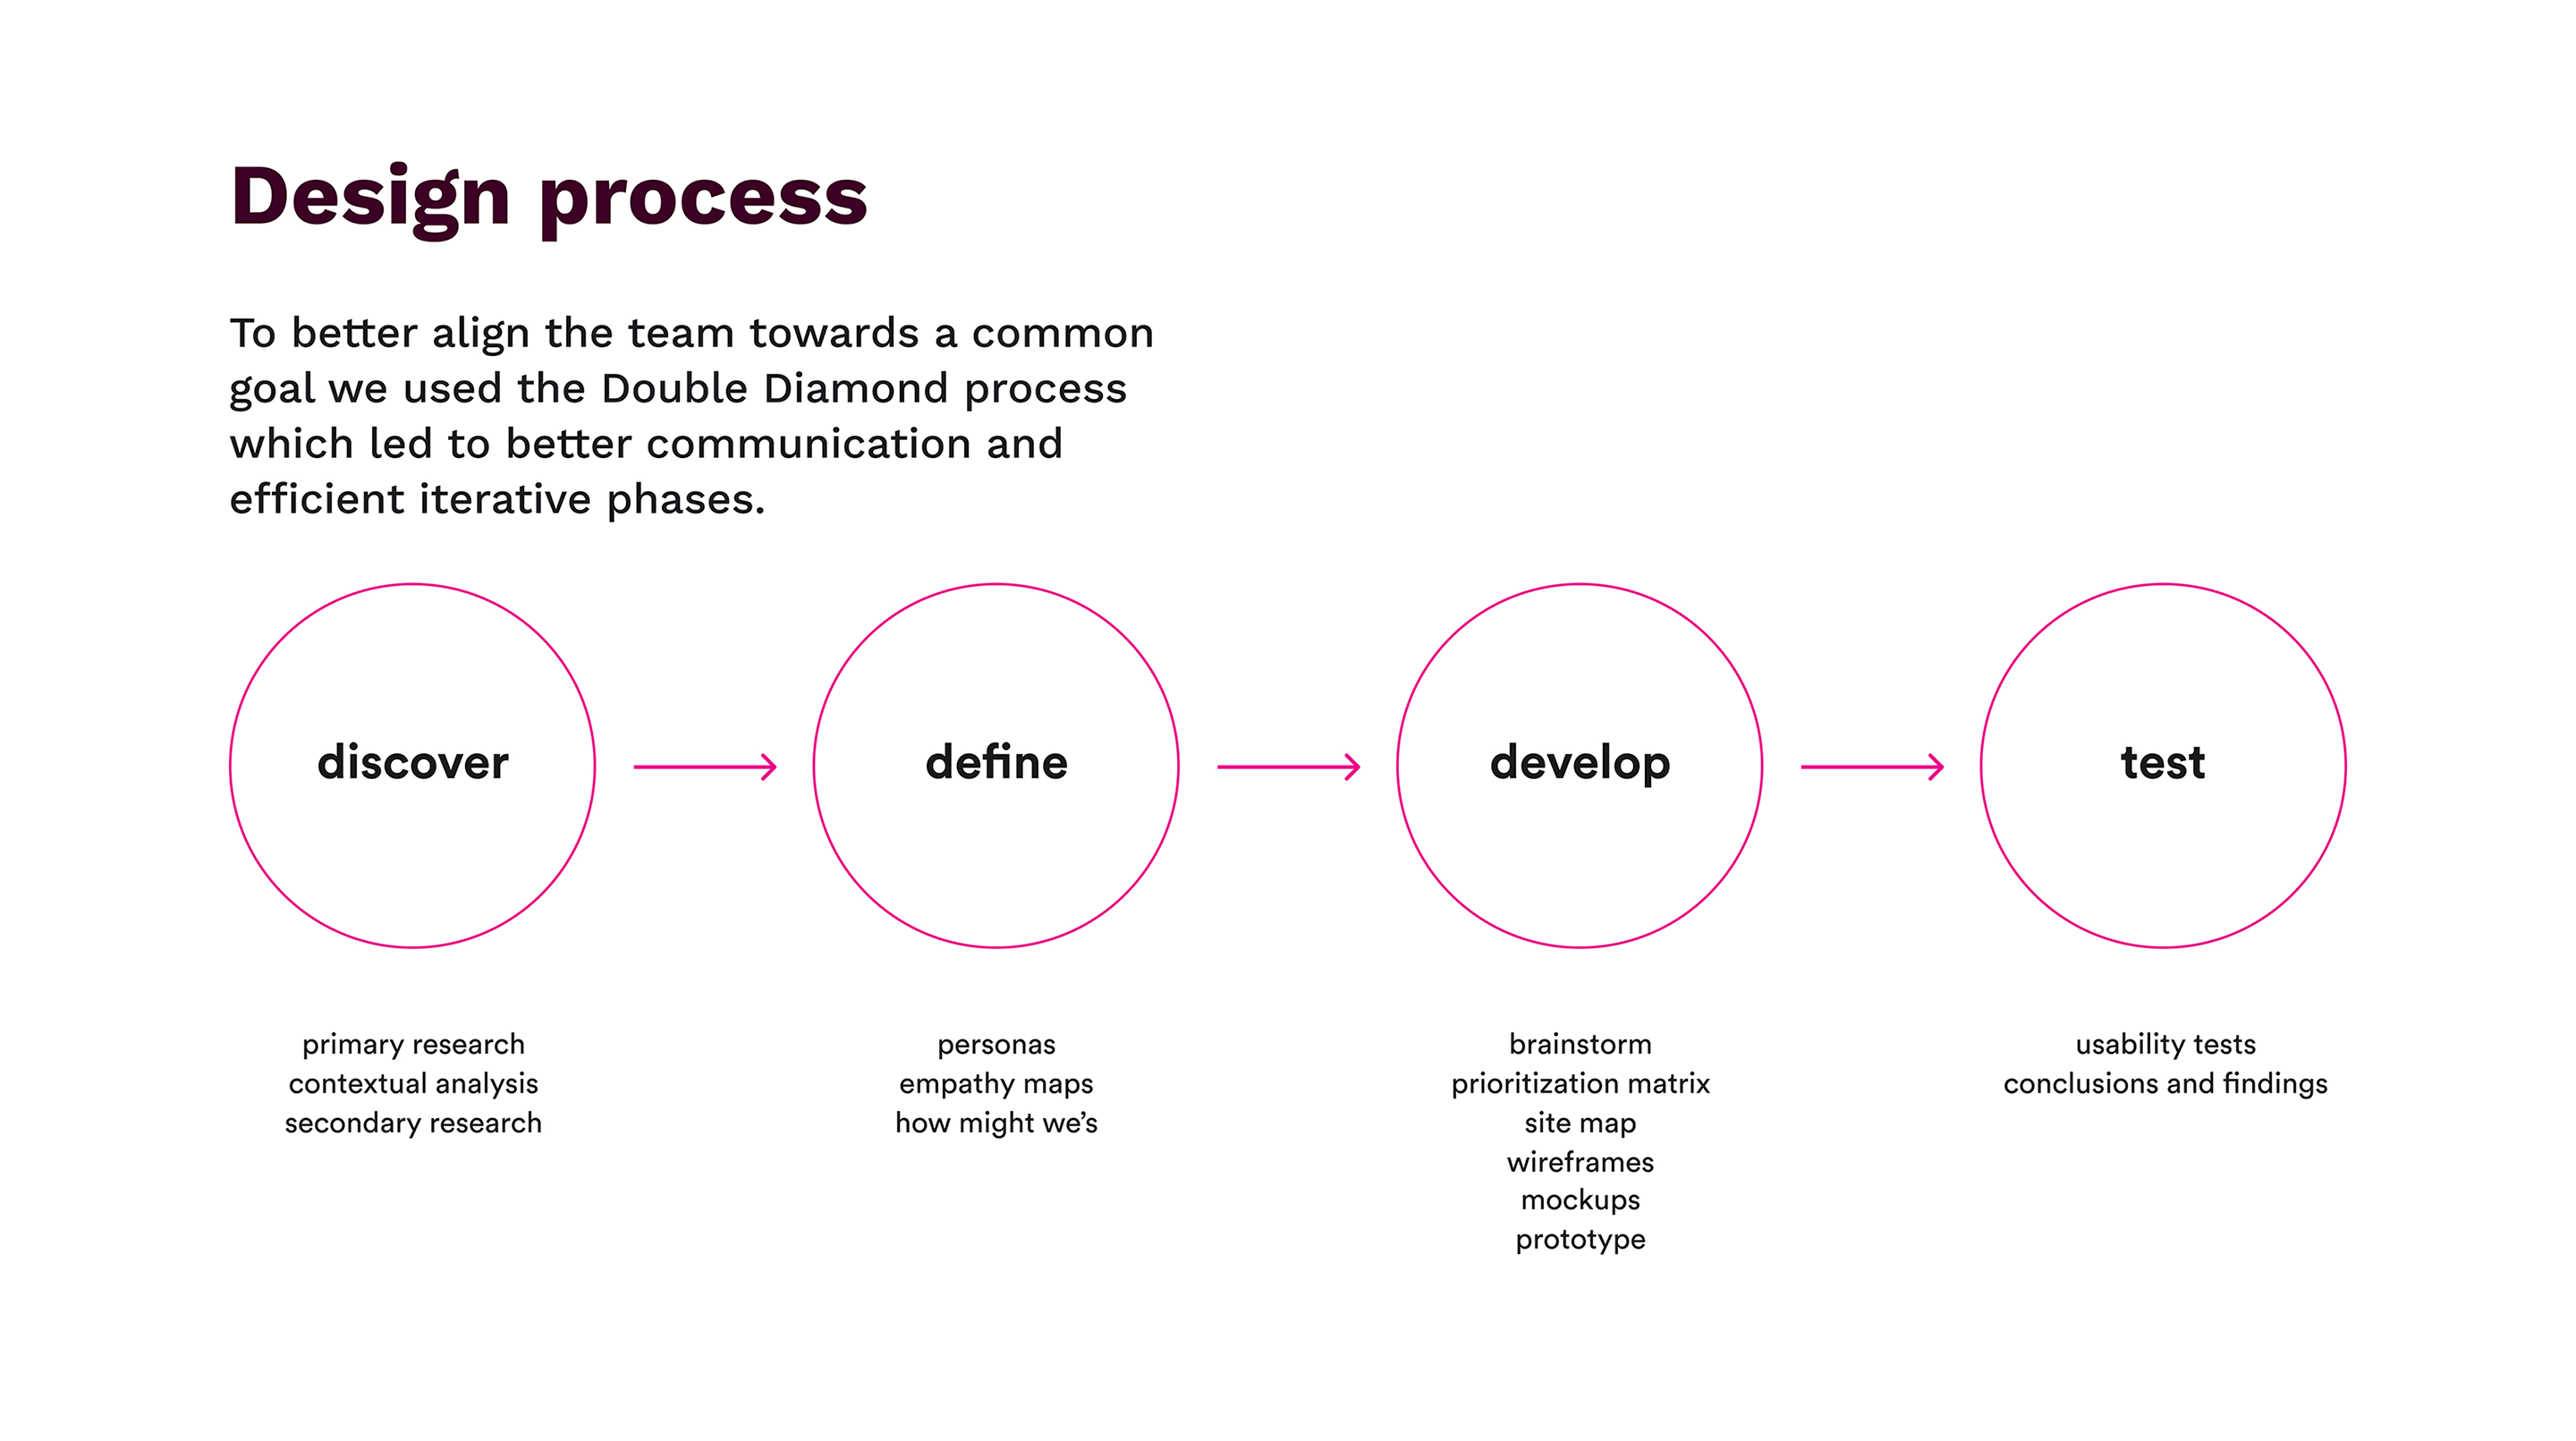 Design process
To better align the team towards a common
goal we used the Double Diamond process
which led to better communication and
efficient iterative phases.
discover
define
develop
test
primary research
contextual analysis
secondary research
personas
empathy maps
how might we’s
brainstorm
prioritization matrix
site map
wireframes
mockups
prototype
usability tests
conclusions and findings